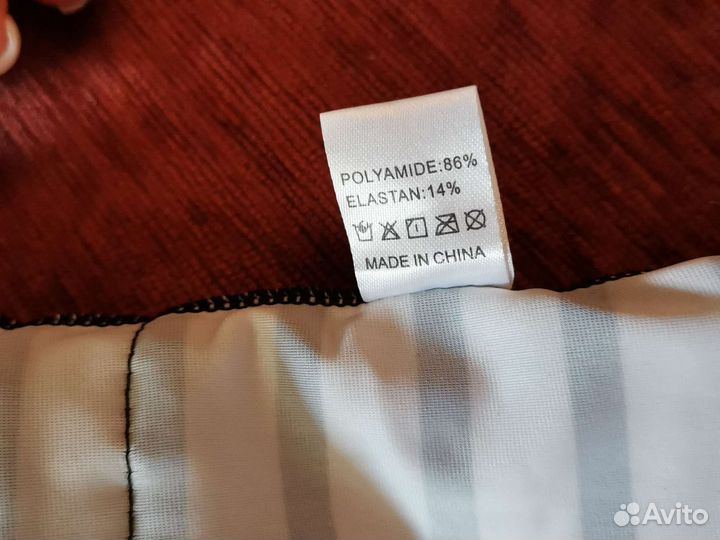 POLYAMIDE:86%
ELASTAN:14%
MADE IN CHINA
Avito